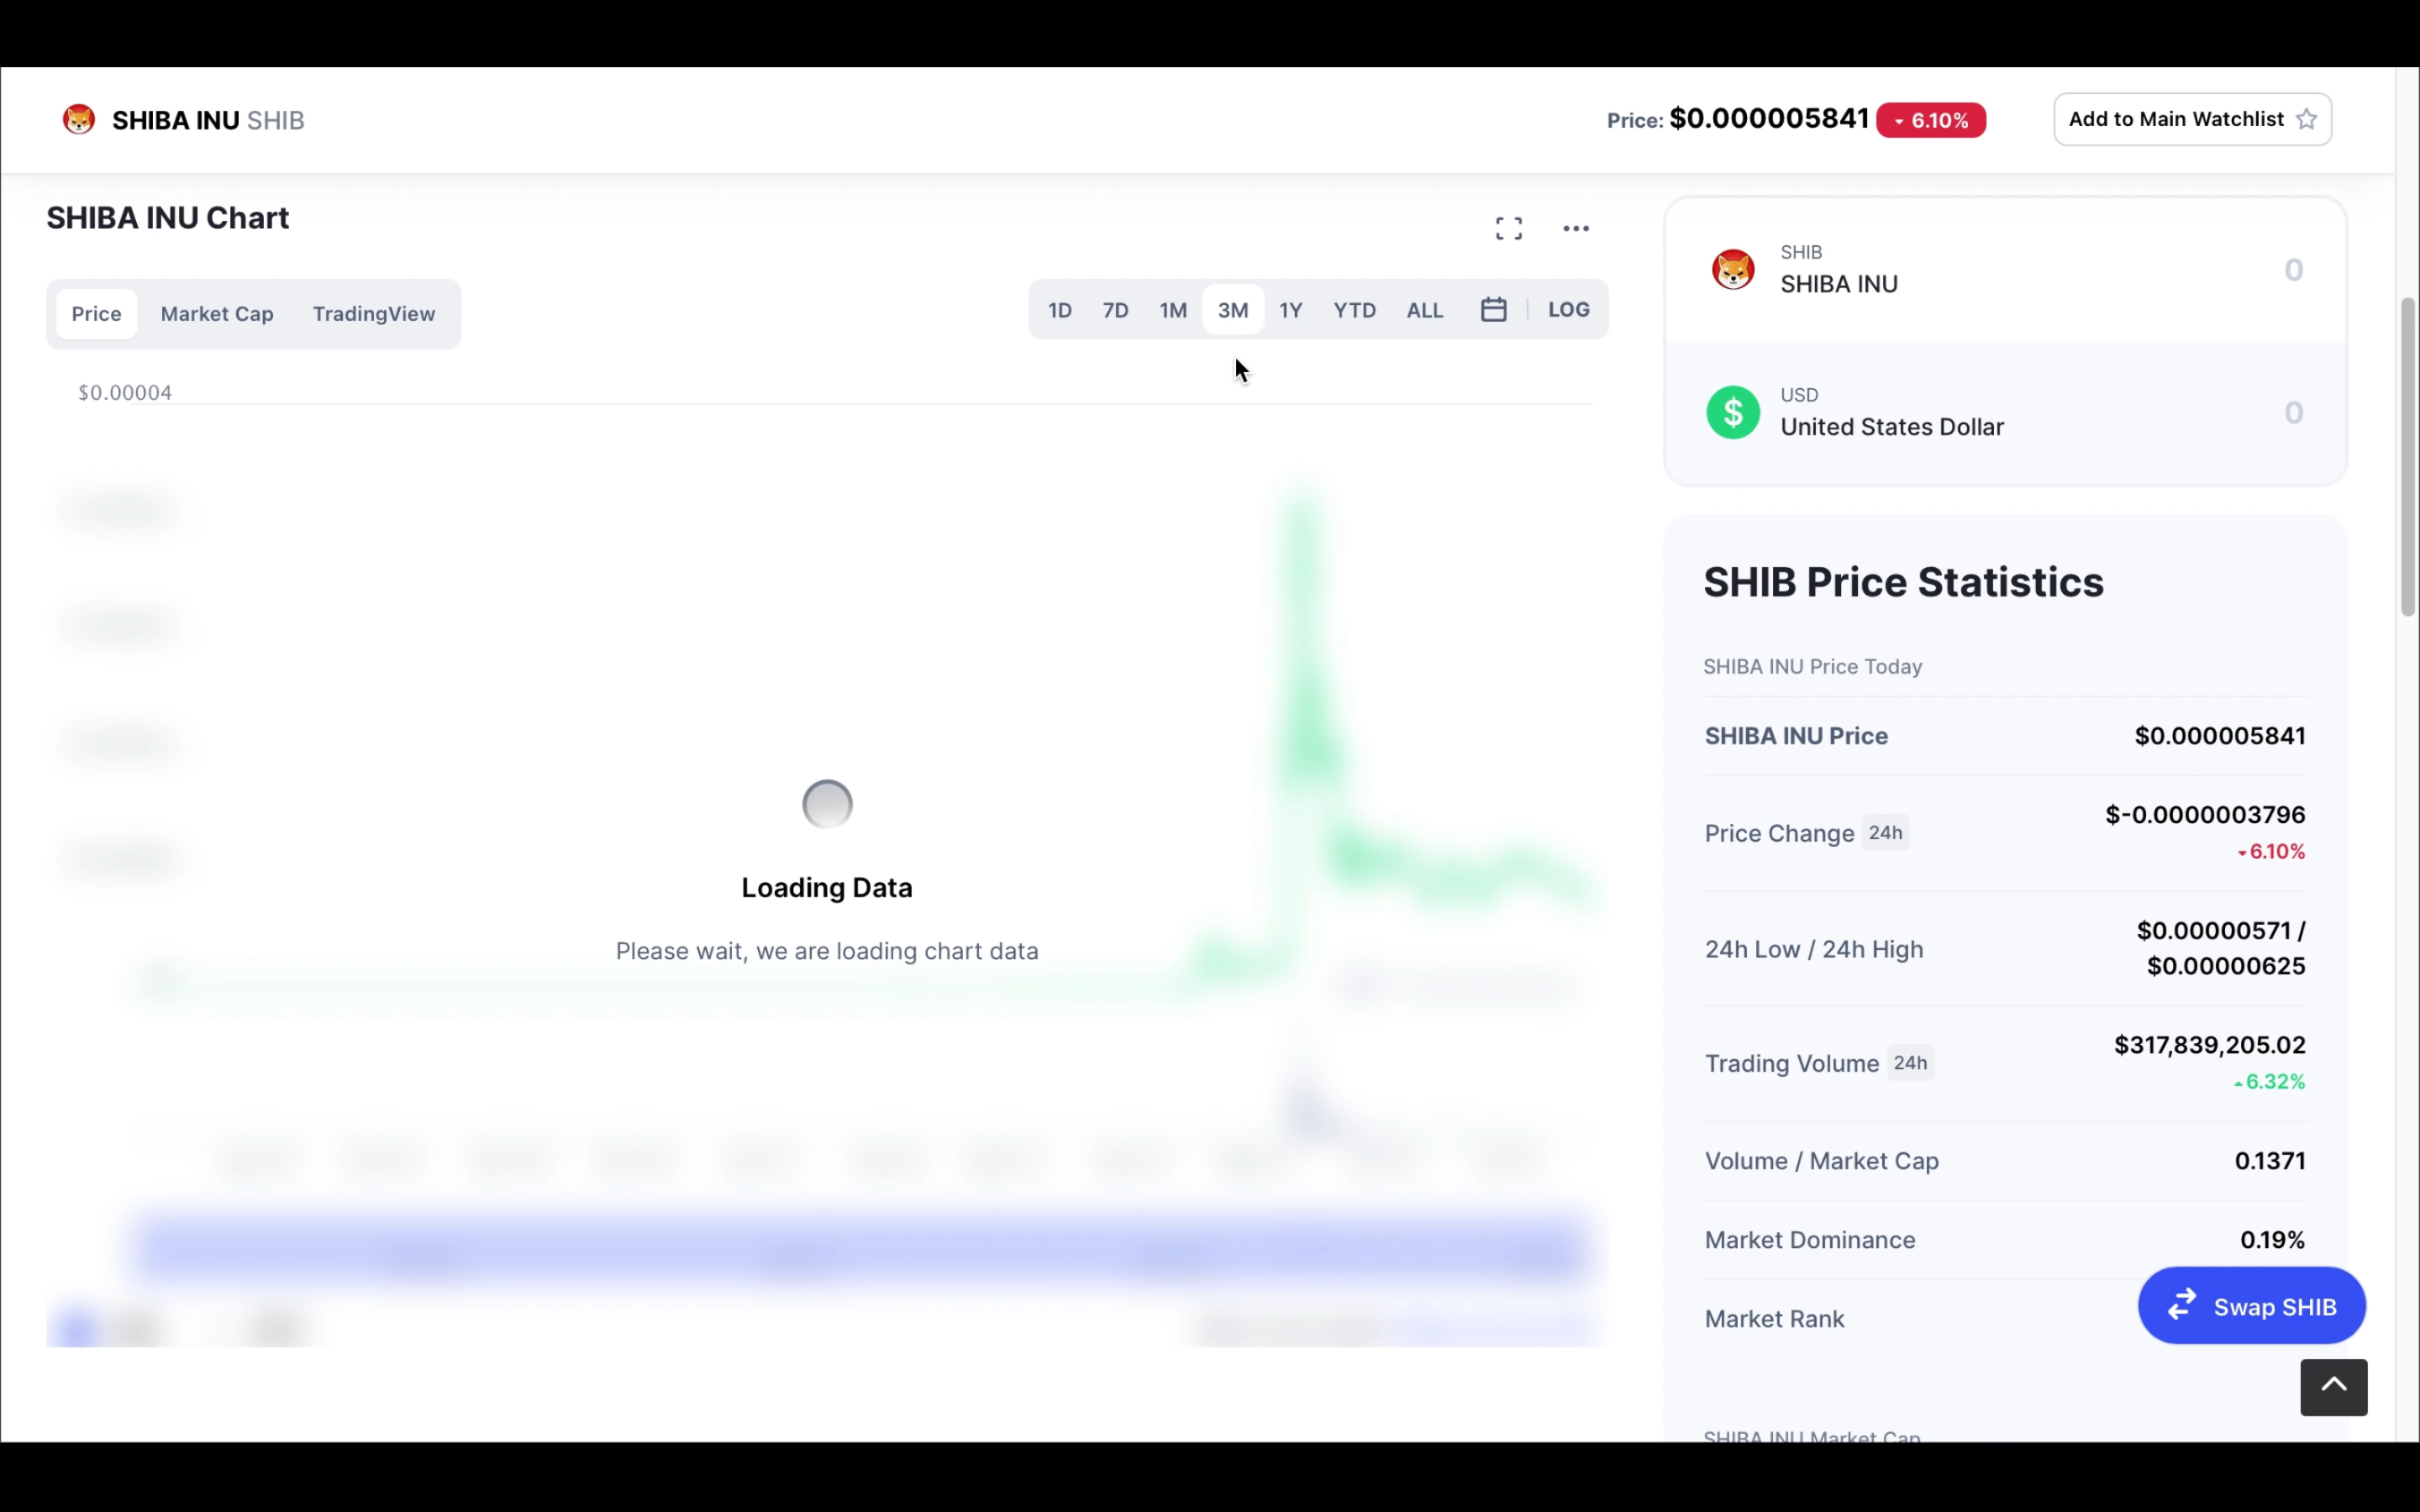 SHIBA INU SHIB
Price: $0.000005841 6.10%
Add to Main Watchlist
SHIBA INU Chart
Price Market Cap TradingView
1D 7D 1M 3M 1Y YTD ALL LOG
$0.00004
Loading Data
Please wait, we are loading chart data
SHIB
SHIBA INU
0
USD
United States Dollar
0
SHIB Price Statistics
SHIBA INU Price Today
SHIBA INU Price $0.000005841
Price Change 24h $-0.0000003796
6.10%
24h Low / 24h High $0.00000571 /
$0.00000625
Trading Volume 24h $317,839,205.02
6.32%
Volume / Market Cap 0.1371
Market Dominance 0.19%
Market Rank
Swap SHIB
SHIBA INU Market Cap